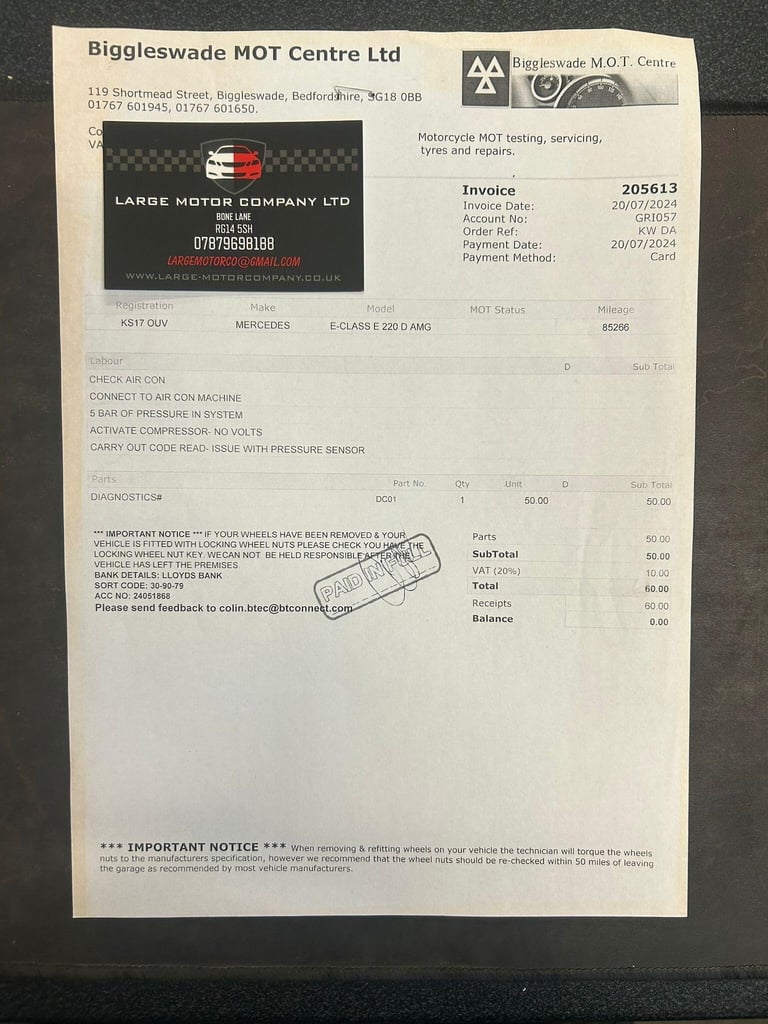 Biggleswade MOT Centre Ltd
Biggleswade M.O.T. Centre
119 Shortmead Street, Biggleswade, Bedfordshire, SG18 0BB
01767 601945, 01767 601650.
Co
VA
Motorcycle MOT testing, servicing,
tyres and repairs.
LARGE MOTOR COMPANY LTD
BONE LANE
RG14 5SH
07879698188
LARGEMOTORCO@GMAIL.COM
WWW.LARGE-MOTORCOMPANY.CO.UK
Invoice 205613
Invoice Date: 20/07/2024
Account No: GRI057
Order Ref: KW DA
Payment Date: 20/07/2024
Payment Method: Card
Registration Make Model MOT Status Mileage
KS17 OUV MERCEDES E-CLASS E 220 D AMG 85266
Labour D Sub Total
CHECK AIR CON
CONNECT TO AIR CON MACHINE
5 BAR OF PRESSURE IN SYSTEM
ACTIVATE COMPRESSOR- NO VOLTS
CARRY OUT CODE READ- ISSUE WITH PRESSURE SENSOR
Parts Part No. Qty Unit D Sub Total
DIAGNOSTICS# DC01 1 50.00 50.00
*** IMPORTANT NOTICE *** IF YOUR WHEELS HAVE BEEN REMOVED & YOUR
VEHICLE IS FITTED WITH LOCKING WHEEL NUTS PLEASE CHECK YOU HAVE THE
LOCKING WHEEL NUT KEY. WE CAN NOT BE HELD RESPONSIBLE AFTER THE
VEHICLE HAS LEFT THE PREMISES
BANK DETAILS: LLOYDS BANK
SORT CODE: 30-90-79
ACC NO: 24051868
Please send feedback to colin.btec@btconnect.com
PAID IN FULL
Parts 50.00
SubTotal 50.00
VAT (20%) 10.00
Total 60.00
Receipts 60.00
Balance 0.00
*** IMPORTANT NOTICE *** When removing & refitting wheels on your vehicle the technician will torque the wheels
nuts to the manufacturers specification, however we recommend that the wheel nuts should be re-checked within 50 miles of leaving
the garage as recommended by most vehicle manufacturers.